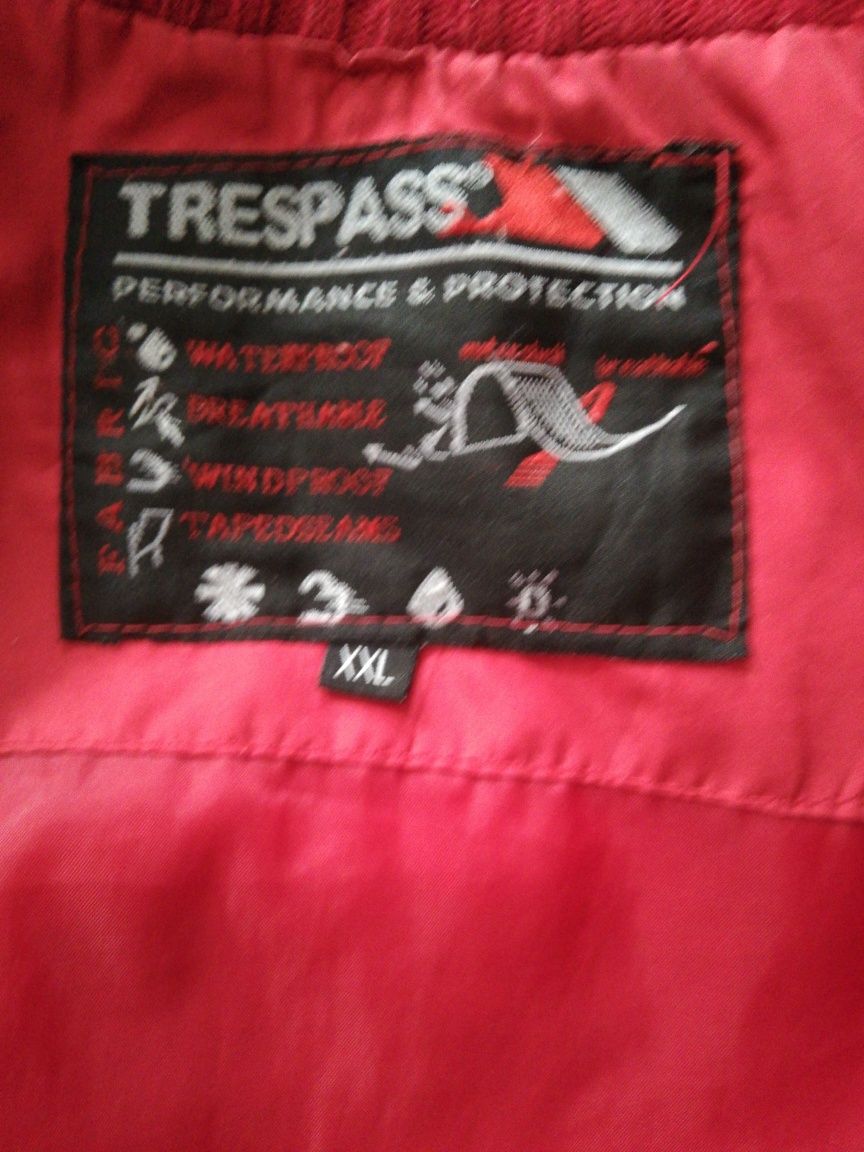 TRESPASS
PERFORMANCE & PROTECTION
FABRIC
WATERPROOF
BREATHABLE
WINDPROOF
TAPEDSEAMS
XXL